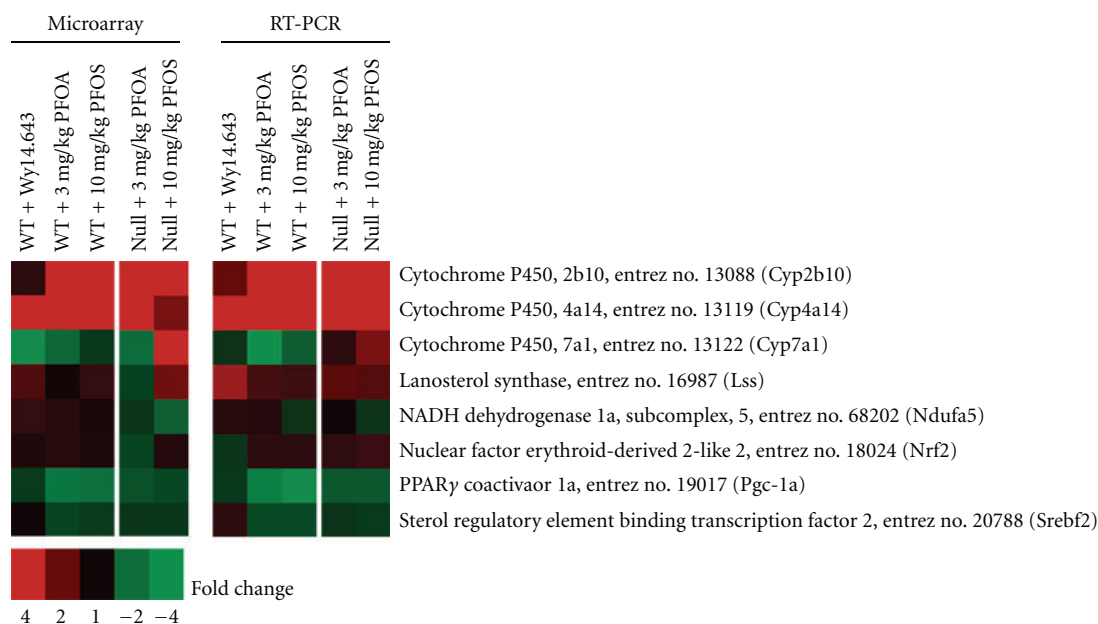 Microarray
RT-PCR
WT + Wy14.643
WT + 3 mg/kg PFOA
WT + 10 mg/kg PFOS
Null + 3 mg/kg PFOA
Null + 10 mg/kg PFOS
WT + Wy14.643
WT + 3 mg/kg PFOA
WT + 10 mg/kg PFOS
Null + 3 mg/kg PFOA
Null + 10 mg/kg PFOS
Cytochrome P450, 2b10, entrez no. 13088 (Cyp2b10)
Cytochrome P450, 4a14, entrez no. 13119 (Cyp4a14)
Cytochrome P450, 7a1, entrez no. 13122 (Cyp7a1)
Lanosterol synthase, entrez no. 16987 (Lss)
NADH dehydrogenase 1a, subcomplex, 5, entrez no. 68202 (Ndufa5)
Nuclear factor erythroid-derived 2-like 2, entrez no. 18024 (Nrf2)
PPARγ coactivaor 1a, entrez no. 19017 (Pgc-1a)
Sterol regulatory element binding transcription factor 2, entrez no. 20788 (Srebf2)
Fold change
4 2 1 −2 −4